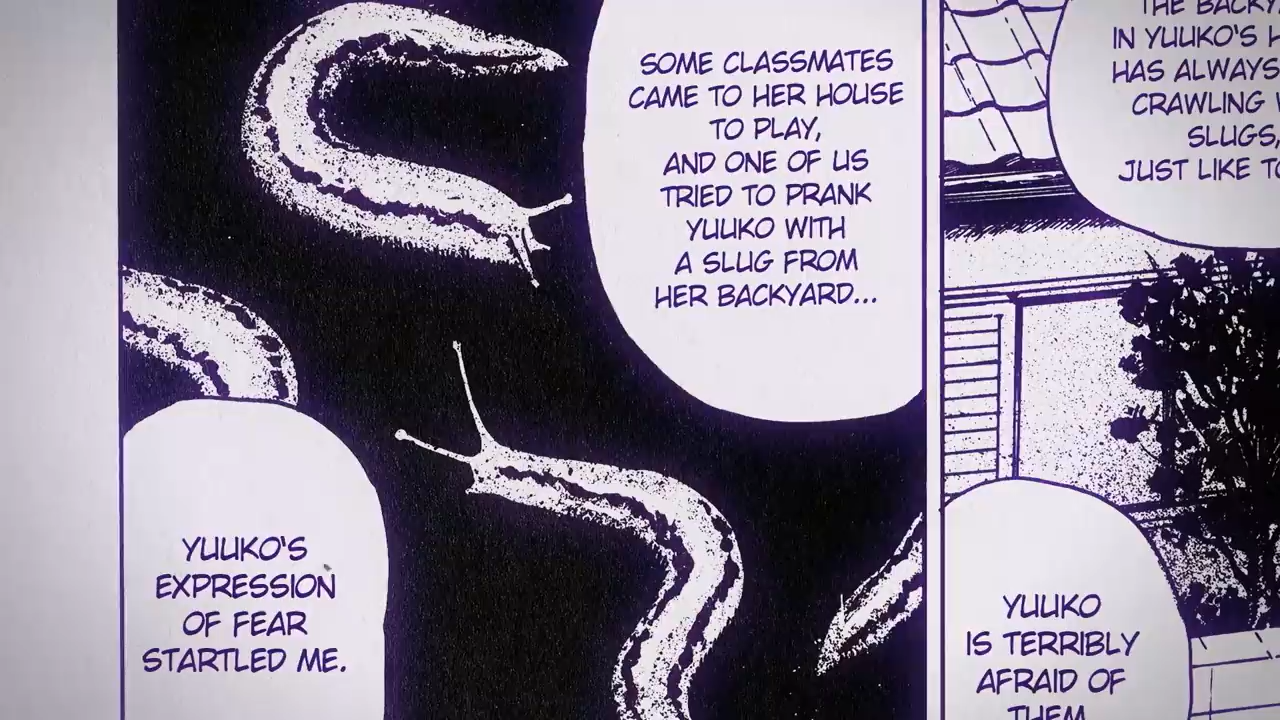 THE
IN YUUKO'S
HAS ALWAYS
CRAWLING
SLUGS,
JUST LIKE
YUUKO
IS TERRIBLY
AFRAID OF
THEM
SOME CLASSMATES
CAME TO HER HOUSE
TO PLAY,
AND ONE OF US
TRIED TO PRANK
YUUKO WITH
A SLUG FROM
HER BACKYARD...
YUUKO'S
EXPRESSION
OF FEAR
STARTLED ME.